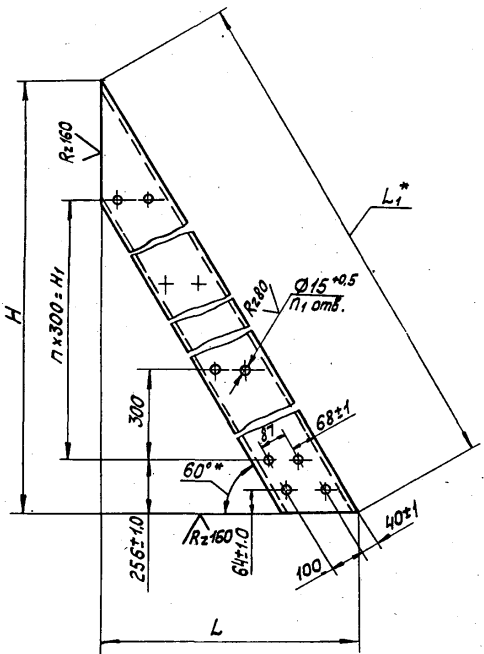 L₁*
Rz160
H
n×300=H1
Rz80
Ø15+0,5
n₁ отв.
300
87
68±1
60°*
256±1.0
Rz160
64±1.0
100
40±1
L